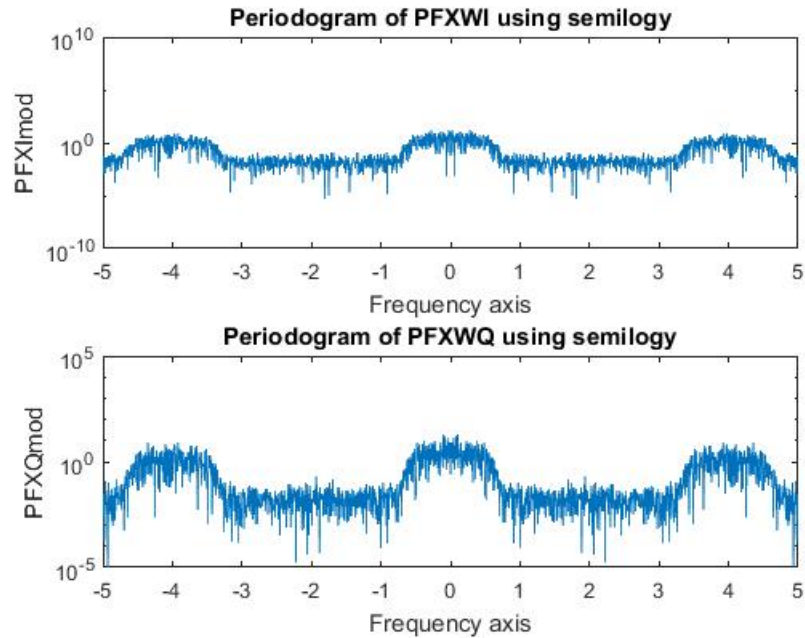 Periodogram of PFXWI using semilogy
10^10
10^0
10^-10
PFXImod
-5 -4 -3 -2 -1 0 1 2 3 4 5
Frequency axis
Periodogram of PFXWQ using semilogy
10^5
10^0
10^-5
PFXQmod
-5 -4 -3 -2 -1 0 1 2 3 4 5
Frequency axis